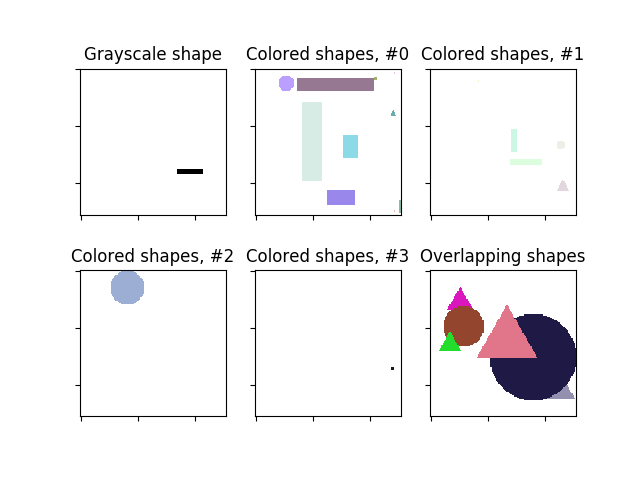 Grayscale shape
Colored shapes, #0
Colored shapes, #1
Colored shapes, #2
Colored shapes, #3
Overlapping shapes